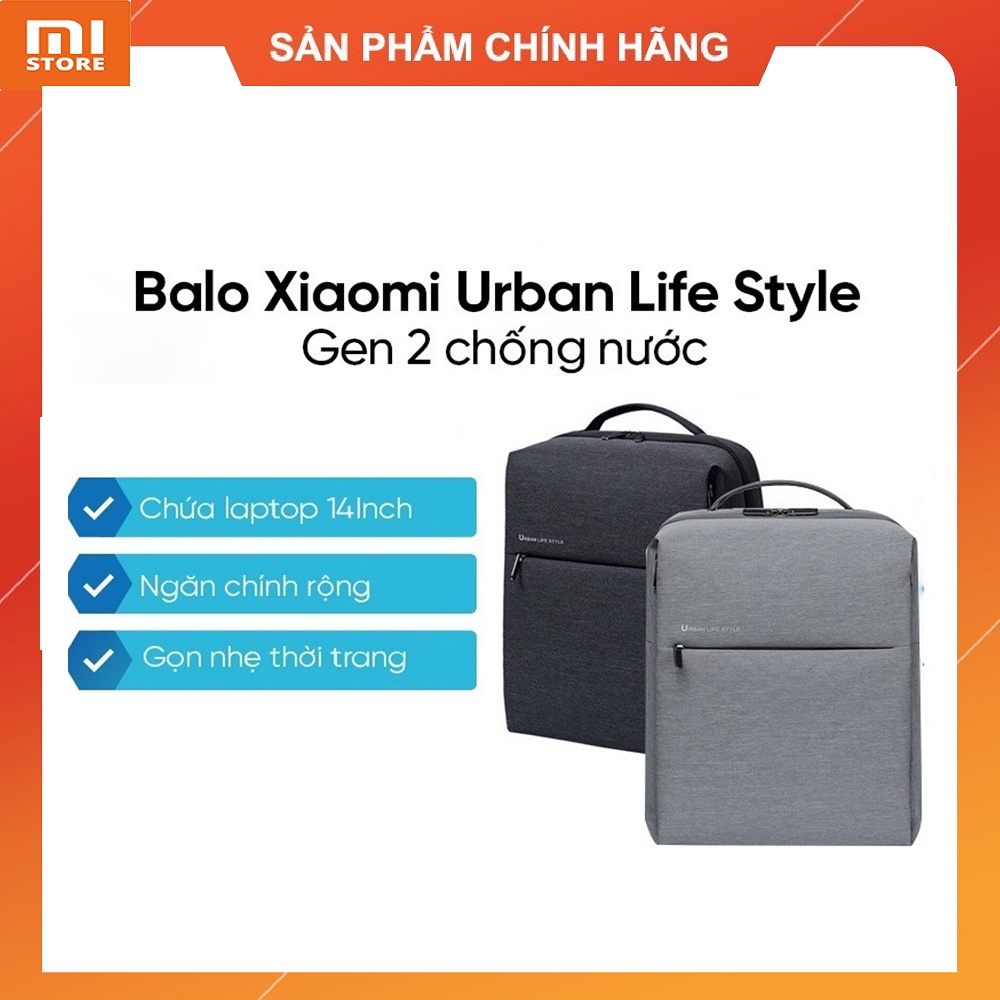 mi
STORE
SẢN PHẨM CHÍNH HÃNG
Balo Xiaomi Urban Life Style
Gen 2 chống nước
Chứa laptop 14Inch
Ngăn chính rộng
Gọn nhẹ thời trang
URBAN LIFE STYLE
URBAN LIFE STYLE